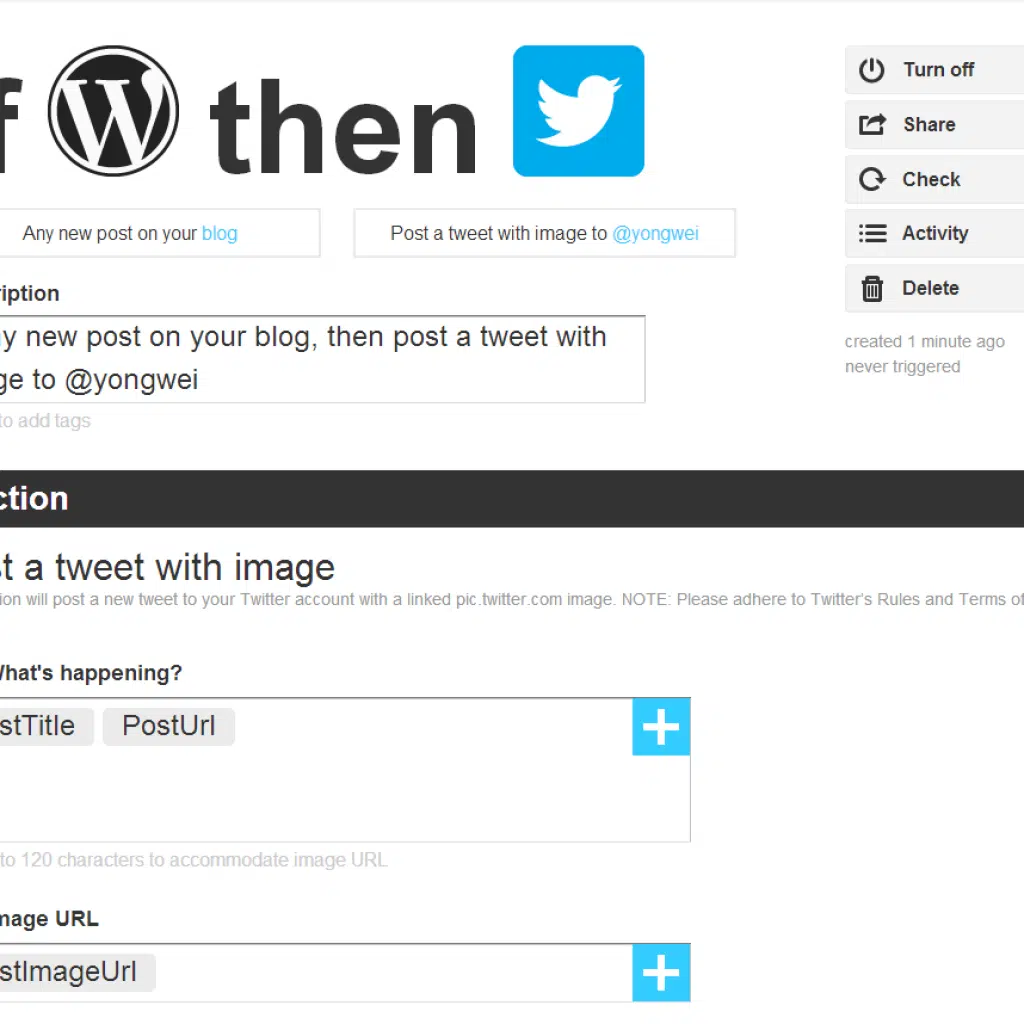 f then
Turn off
Share
Check
Activity
Delete
Any new post on your blog
Post a tweet with image to @yongwei
created 1 minute ago
never triggered
ription
y new post on your blog, then post a tweet with
ge to @yongwei
to add tags
ction
t a tweet with image
ion will post a new tweet to your Twitter account with a linked pic.twitter.com image. NOTE: Please adhere to Twitter's Rules and Terms of
What's happening?
stTitle PostUrl
to 120 characters to accommodate image URL
mage URL
stImageUrl